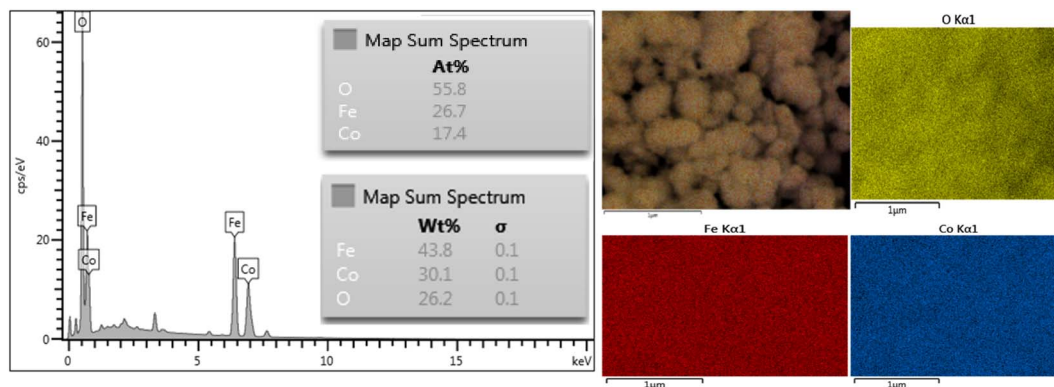 O
Fe
Co
Fe
Co
cps/eV
60
40
20
0
0
5
10
15
keV
Map Sum Spectrum
At%
O 55.8
Fe 26.7
Co 17.4
Map Sum Spectrum
Wt% σ
Fe 43.8 0.1
Co 30.1 0.1
O 26.2 0.1
1µm
O Kα1
1µm
Fe Kα1
1µm
Co Kα1
1µm